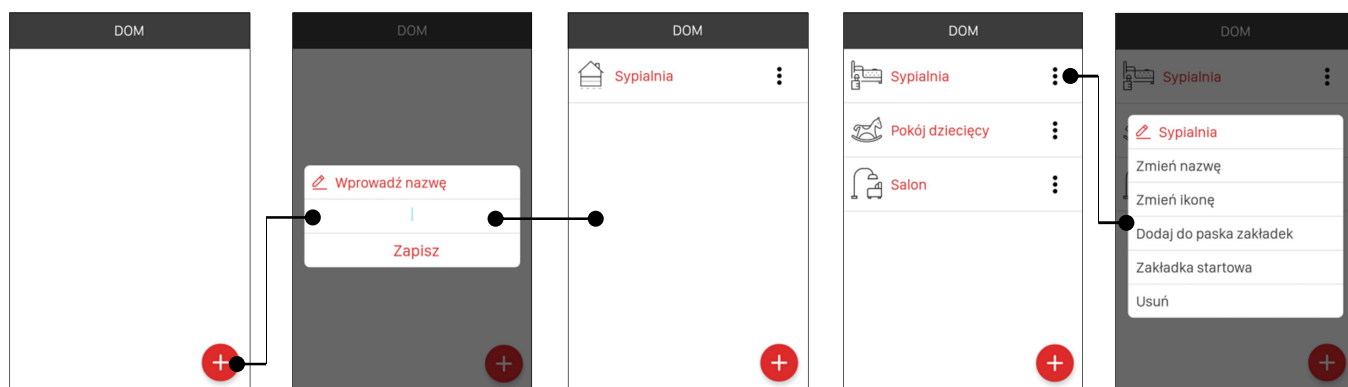 DOM
DOM
Wprowadź nazwę
Zapisz
DOM
Sypialnia
DOM
Sypialnia
Pokój dziecięcy
Salon
DOM
Sypialnia
Sypialnia
Zmień nazwę
Zmień ikonę
Dodaj do paska zakładek
Zakładka startowa
Usuń